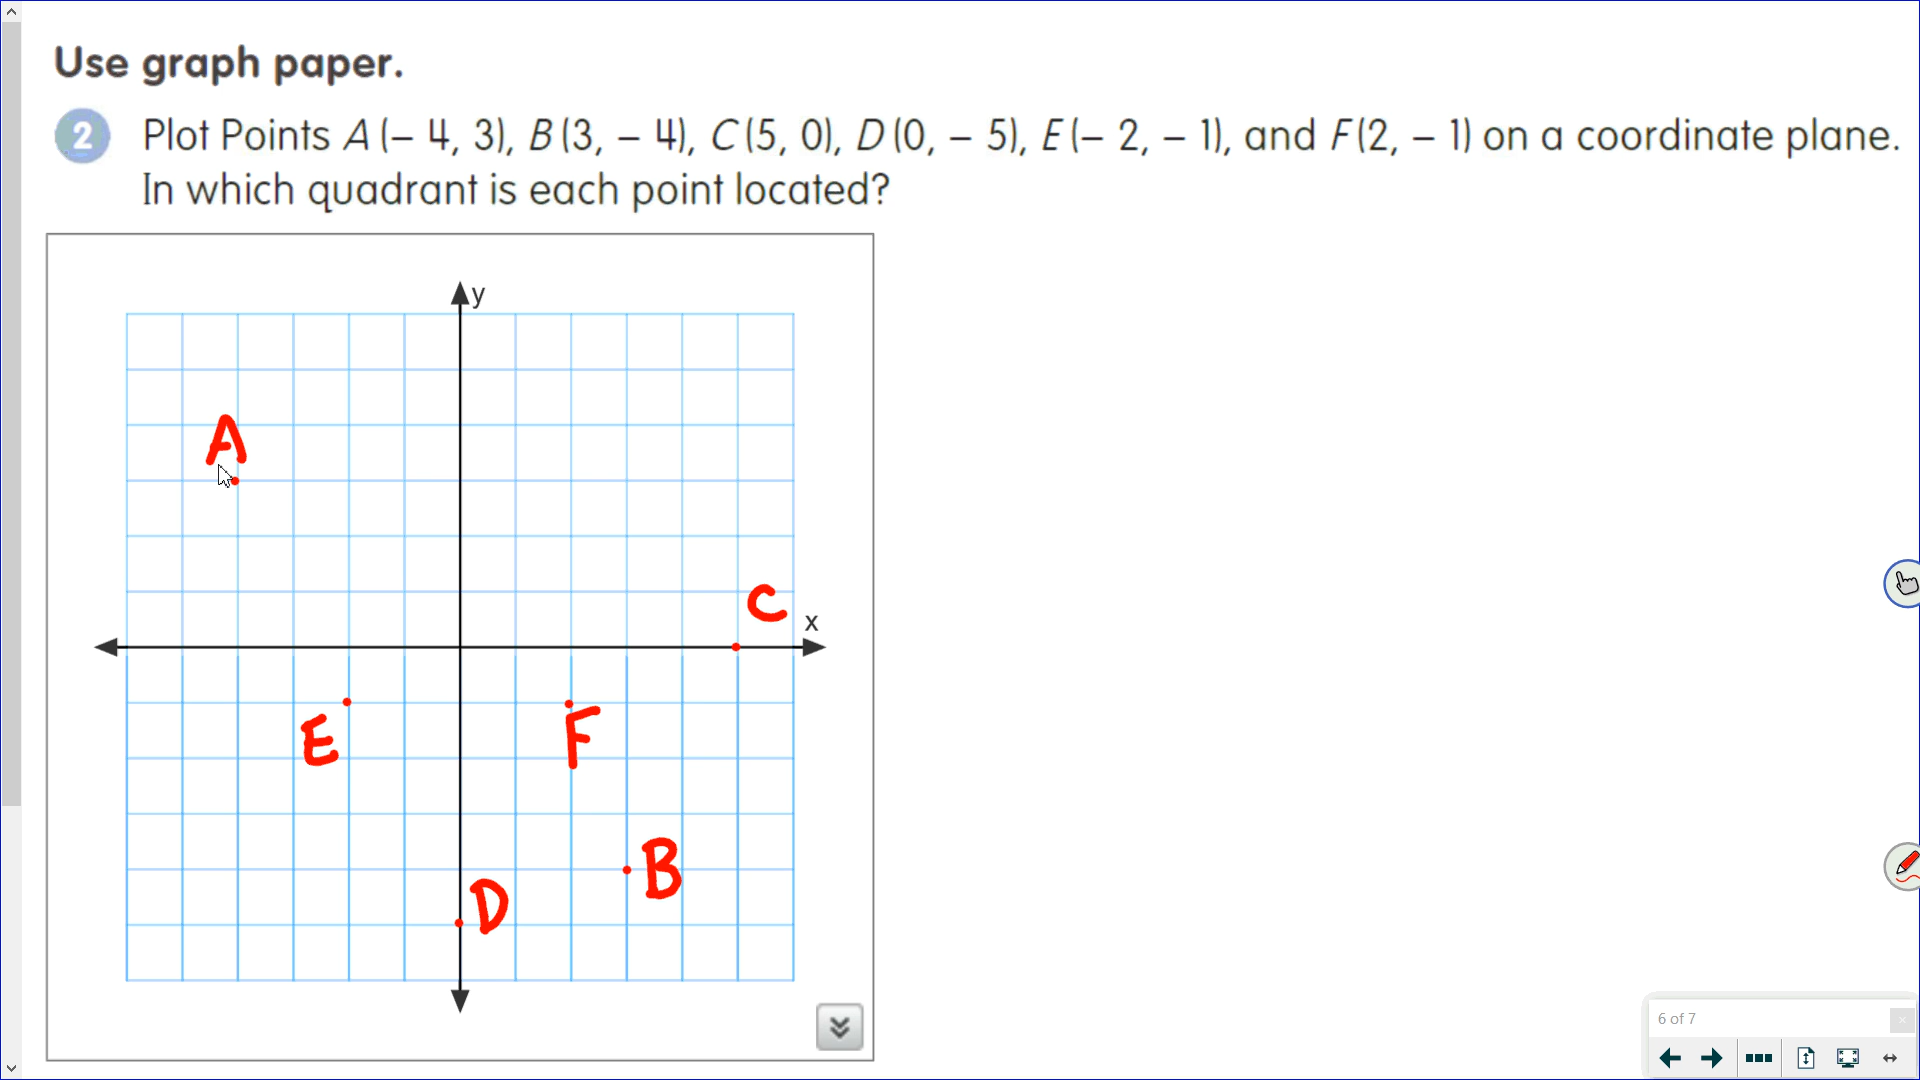 Use graph paper.
2 Plot Points A (– 4, 3), B (3, – 4), C (5, 0), D (0, – 5), E (– 2, – 1), and F (2, – 1) on a coordinate plane.
In which quadrant is each point located?
y
A
C
x
E
F
B
D
6 of 7